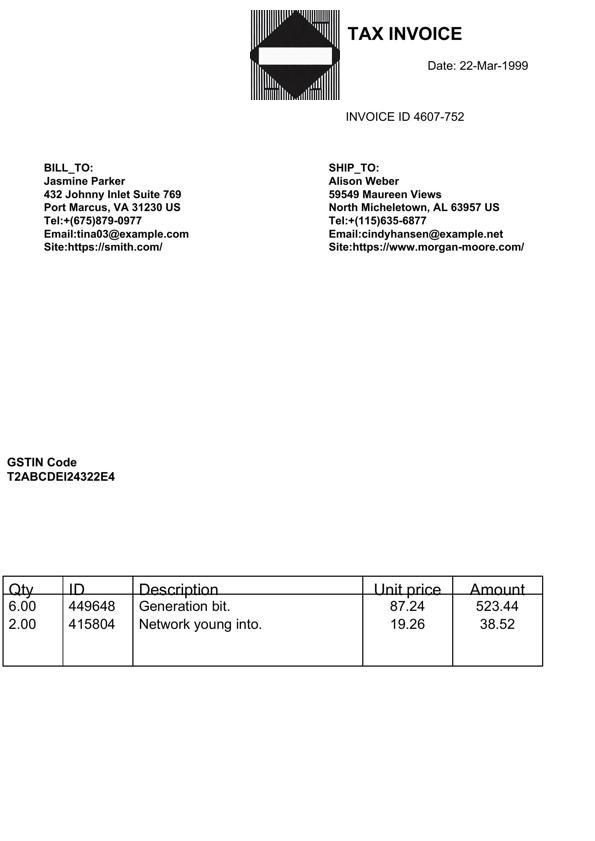 TAX INVOICE
Date: 22-Mar-1999
INVOICE ID 4607-752
BILL_TO:
Jasmine Parker
432 Johnny Inlet Suite 769
Port Marcus, VA 31230 US
Tel:+(675)879-0977
Email:tina03@example.com
Site:https://smith.com/
SHIP_TO:
Alison Weber
59549 Maureen Views
North Micheletown, AL 63957 US
Tel:+(115)635-6877
Email:cindyhansen@example.net
Site:https://www.morgan-moore.com/
GSTIN Code
T2ABCDEI24322E4
Qty ID Description Unit price Amount
6.00 449648 Generation bit. 87.24 523.44
2.00 415804 Network young into. 19.26 38.52